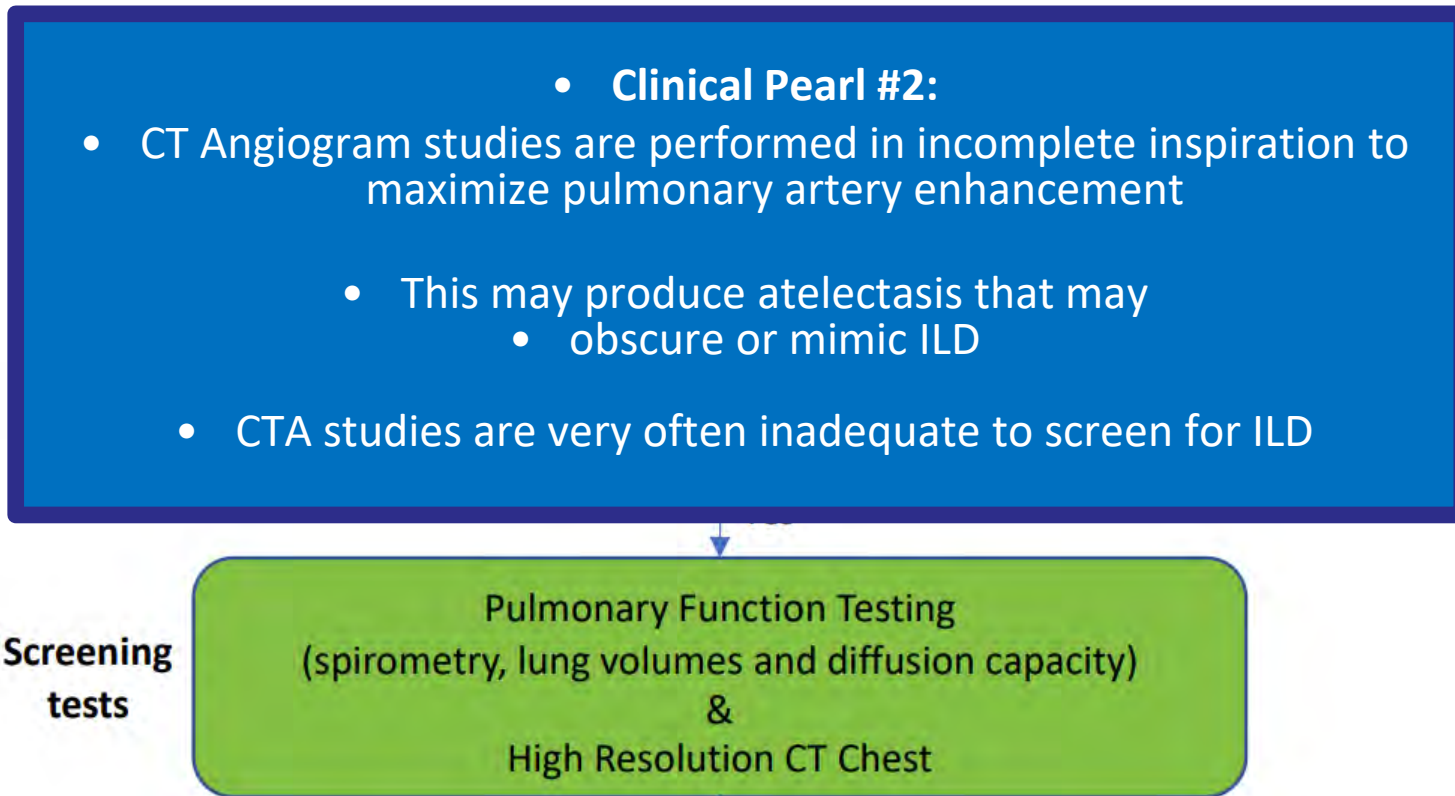 • Clinical Pearl #2:
• CT Angiogram studies are performed in incomplete inspiration to
maximize pulmonary artery enhancement
• This may produce atelectasis that may
• obscure or mimic ILD
• CTA studies are very often inadequate to screen for ILD
Screening
tests
Pulmonary Function Testing
(spirometry, lung volumes and diffusion capacity)
&
High Resolution CT Chest